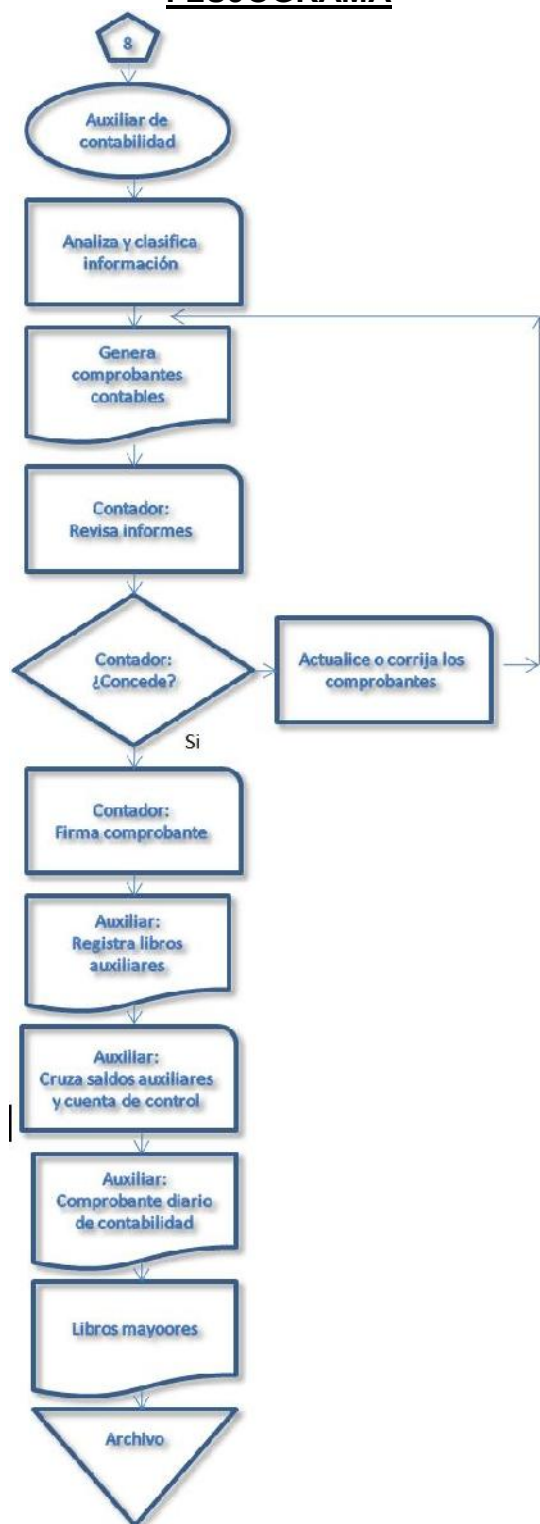 FLUJOGRAMA
8
Auxiliar de
contabilidad
Analiza y clasifica
información
Genera
comprobantes
contables
Contador:
Revisa informes
Contador:
¿Concede?
Actualice o corrija los
comprobantes
Si
Contador:
Firma comprobante
Auxiliar:
Registra libros
auxiliares
Auxiliar:
Cruza saldos auxiliares
y cuenta de control
Auxiliar:
Comprobante diario
de contabilidad
Libros mayoores
Archivo